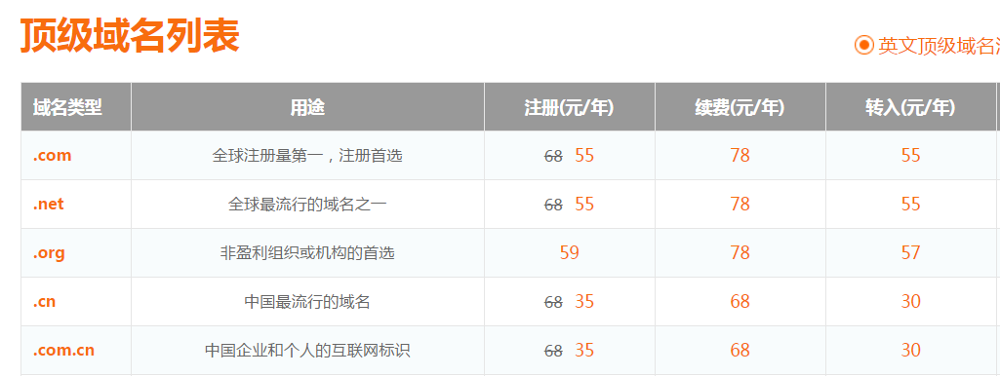 顶级域名列表
英文顶级域名
域名类型 用途 注册(元/年) 续费(元/年) 转入(元/年)
.com 全球注册量第一，注册首选 68 55 78 55
.net 全球最流行的域名之一 68 55 78 55
.org 非盈利组织或机构的首选 59 78 57
.cn 中国最流行的域名 68 35 68 30
.com.cn 中国企业和个人的互联网标识 68 35 68 30